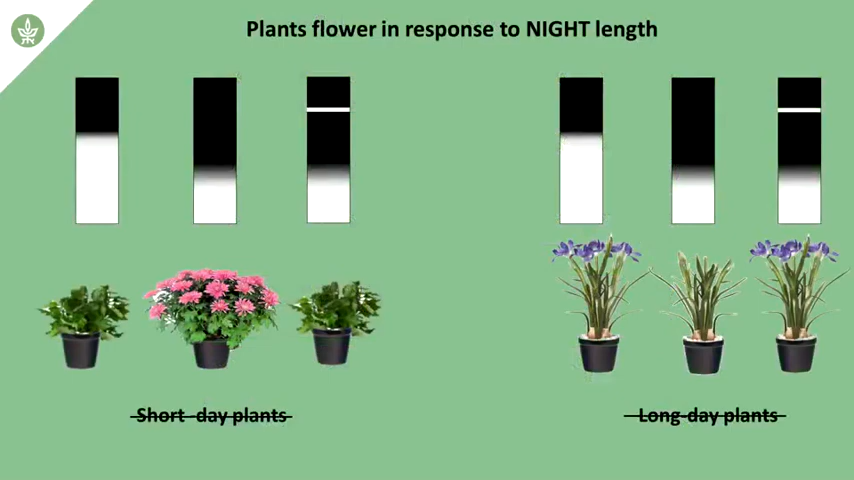 Plants flower in response to NIGHT length
Short -day plants
Long-day plants